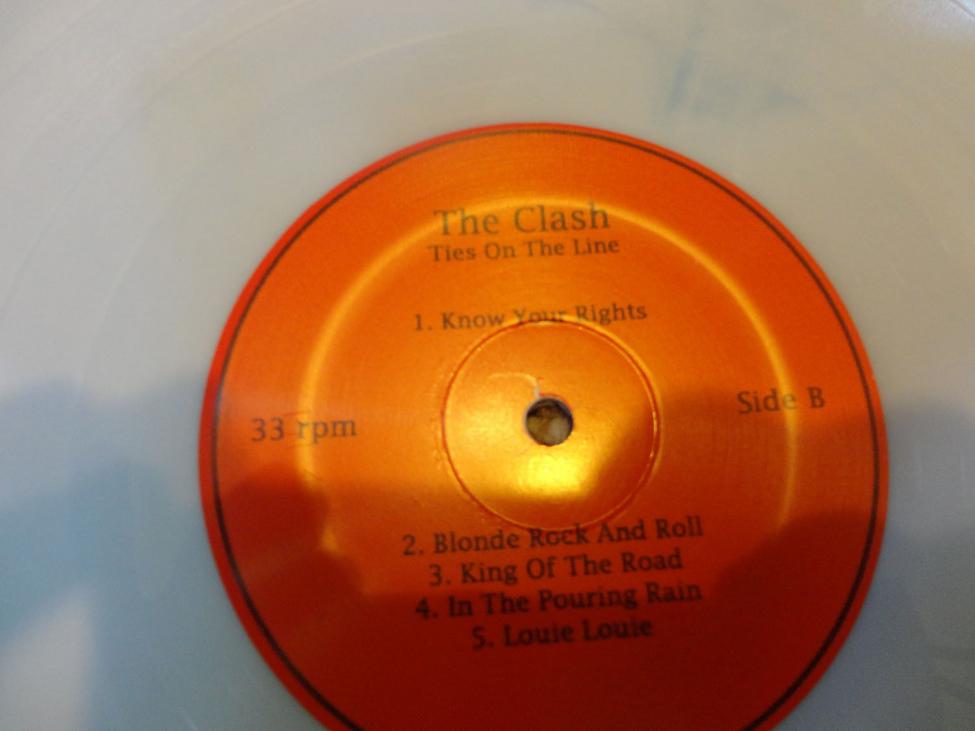 The Clash
Ties On The Line
1. Know Your Rights
33 rpm
Side B
2. Blonde Rock And Roll
3. King Of The Road
4. In The Pouring Rain
5. Louie Louie